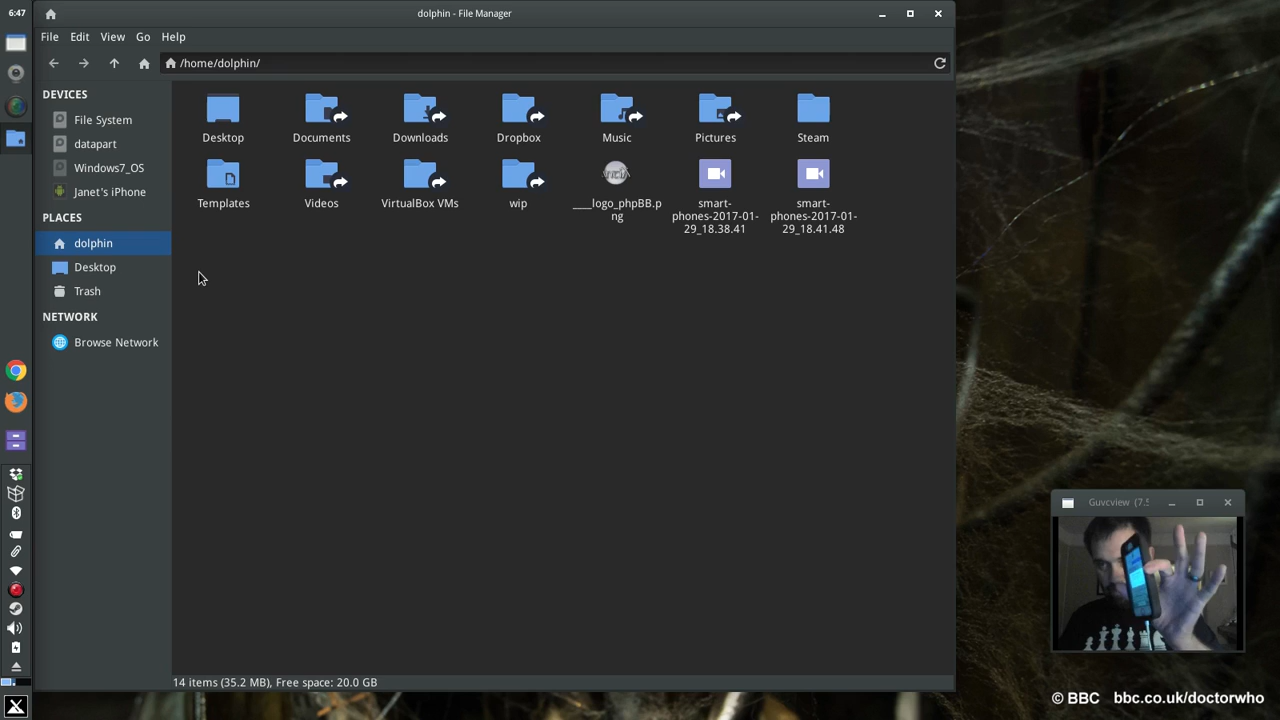 6:47
dolphin - File Manager
File Edit View Go Help
/home/dolphin/
DEVICES
File System
datapart
Windows7_OS
Janet's iPhone
PLACES
dolphin
Desktop
Trash
NETWORK
Browse Network
Desktop Documents Downloads Dropbox Music Pictures Steam
Templates Videos VirtualBox VMs wip
____logo_phpBB.p
ng
smart-
phones-2017-01-
29_18.38.41
smart-
phones-2017-01-
29_18.41.48
14 items (35.2 MB), Free space: 20.0 GB
Guvcview (7.5
© BBC bbc.co.uk/doctorwho